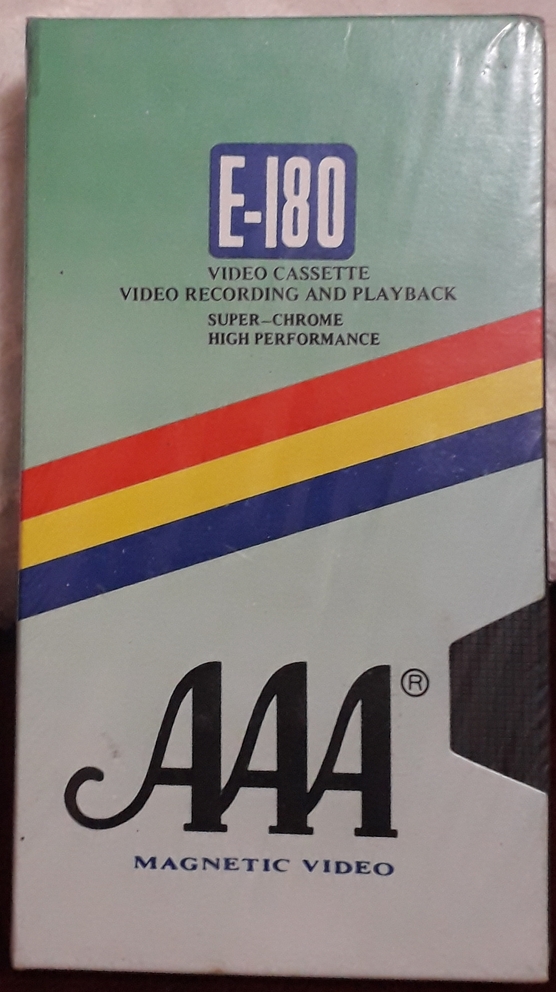 E-180
VIDEO CASSETTE
VIDEO RECORDING AND PLAYBACK
SUPER-CHROME
HIGH PERFORMANCE
AAA®
MAGNETIC VIDEO